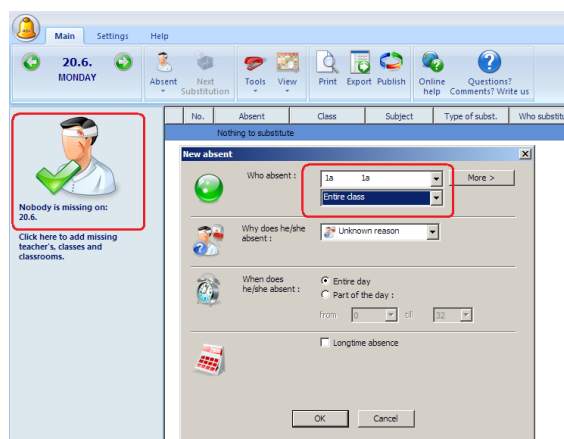 Main Settings Help
20.6.
MONDAY
Absent
Next
Substitution
Tools
View
Print
Export
Publish
Online
help
Questions?
Comments? Write us
No. Absent Class Subject Type of subst. Who substitu
Nothing to substitute
Nobody is missing on:
20.6.
Click here to add missing
teacher's, classes and
classrooms.
New absent
Who absent : 1a 1a More >
Entire class
Why does he/she
absent :
Unknown reason
When does
he/she absent :
Entire day
Part of the day :
from 0 till 32
Longtime absence
OK Cancel